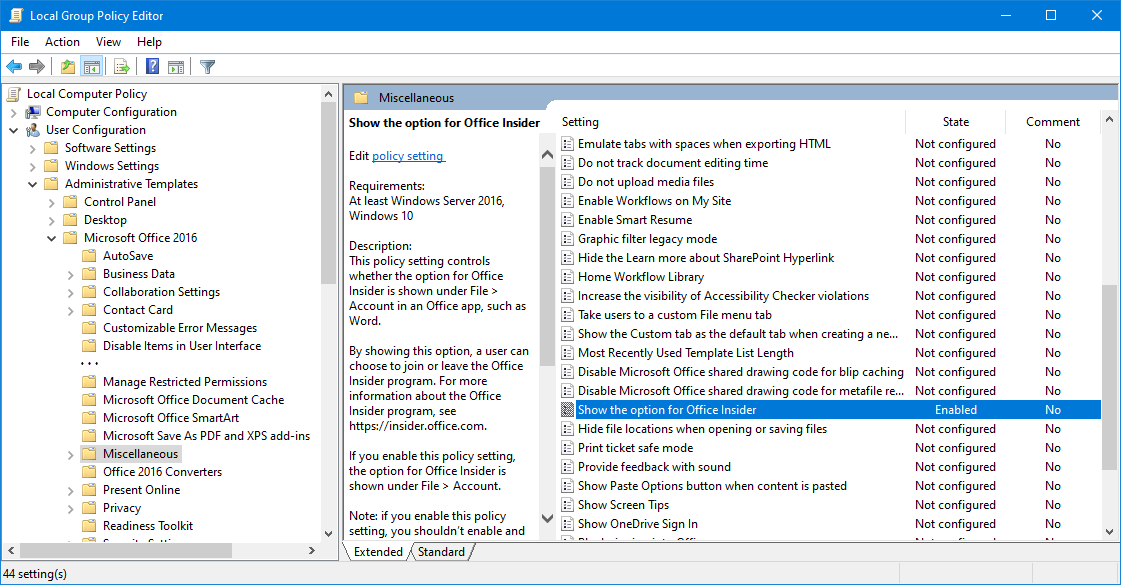 Local Group Policy Editor
File Action View Help
Local Computer Policy
Computer Configuration
User Configuration
Software Settings
Windows Settings
Administrative Templates
Control Panel
Desktop
Microsoft Office 2016
AutoSave
Business Data
Collaboration Settings
Contact Card
Customizable Error Messages
Disable Items in User Interface
...
Manage Restricted Permissions
Microsoft Office Document Cache
Microsoft Office SmartArt
Microsoft Save As PDF and XPS add-ins
Miscellaneous
Office 2016 Converters
Present Online
Privacy
Readiness Toolkit
Miscellaneous
Show the option for Office Insider
Edit policy setting
Requirements:
At least Windows Server 2016,
Windows 10
Description:
This policy setting controls
whether the option for Office
Insider is shown under File >
Account in an Office app, such as
Word.
By showing this option, a user can
choose to join or leave the Office
Insider program. For more
information about the Office
Insider program, see
https://insider.office.com.
If you enable this policy setting,
the option for Office Insider is
shown under File > Account.
Note: if you enable this policy
setting, you shouldn't enable and
Setting State Comment
Emulate tabs with spaces when exporting HTML Not configured No
Do not track document editing time Not configured No
Do not upload media files Not configured No
Enable Workflows on My Site Not configured No
Enable Smart Resume Not configured No
Graphic filter legacy mode Not configured No
Hide the Learn more about SharePoint Hyperlink Not configured No
Home Workflow Library Not configured No
Increase the visibility of Accessibility Checker violations Not configured No
Take users to a custom File menu tab Not configured No
Show the Custom tab as the default tab when creating a ne... Not configured No
Most Recently Used Template List Length Not configured No
Disable Microsoft Office shared drawing code for blip caching Not configured No
Disable Microsoft Office shared drawing code for metafile re... Not configured No
Show the option for Office Insider Enabled No
Hide file locations when opening or saving files Not configured No
Print ticket safe mode Not configured No
Provide feedback with sound Not configured No
Show Paste Options button when content is pasted Not configured No
Show Screen Tips Not configured No
Show OneDrive Sign In Not configured No
Extended Standard
44 setting(s)